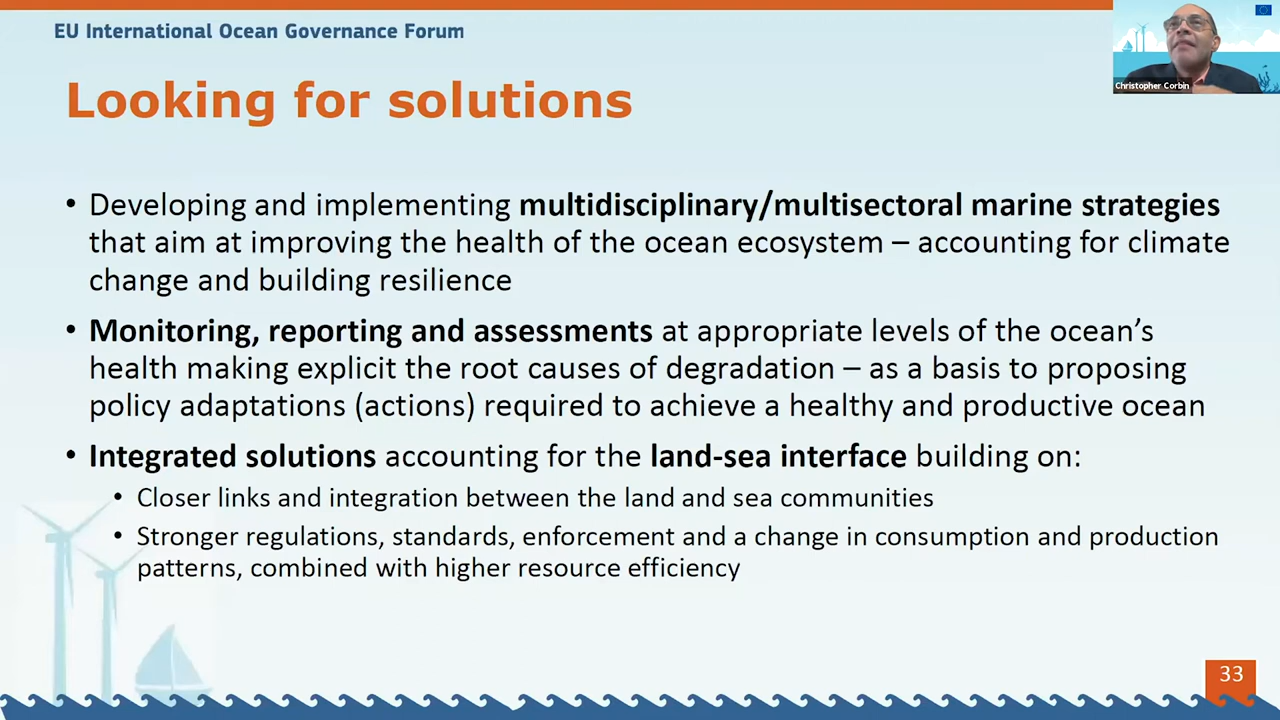 EU International Ocean Governance Forum
Christopher Corbin
Looking for solutions
• Developing and implementing multidisciplinary/multisectoral marine strategies
that aim at improving the health of the ocean ecosystem – accounting for climate
change and building resilience
• Monitoring, reporting and assessments at appropriate levels of the ocean’s
health making explicit the root causes of degradation – as a basis to proposing
policy adaptations (actions) required to achieve a healthy and productive ocean
• Integrated solutions accounting for the land-sea interface building on:
• Closer links and integration between the land and sea communities
• Stronger regulations, standards, enforcement and a change in consumption and production
patterns, combined with higher resource efficiency
33